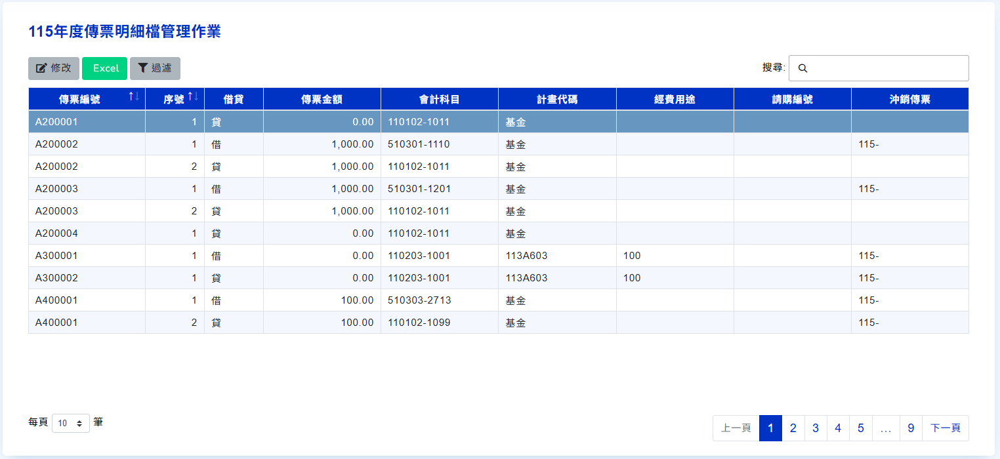 115年度傳票明細檔管理作業
修改 Excel 過濾 搜尋:
傳票編號 序號 借貸 傳票金額 會計科目 計畫代碼 經費用途 請購編號 沖銷傳票
A200001 1 貸 0.00 110102-1011 基金
A200002 1 借 1,000.00 510301-1110 基金 115-
A200002 2 貸 1,000.00 110102-1011 基金
A200003 1 借 1,000.00 510301-1201 基金 115-
A200003 2 貸 1,000.00 110102-1011 基金
A200004 1 貸 0.00 110102-1011 基金
A300001 1 借 0.00 110203-1001 113A603 100 115-
A300002 1 貸 0.00 110203-1001 113A603 100 115-
A400001 1 借 100.00 510303-2713 基金 115-
A400001 2 貸 100.00 110102-1099 基金 115-
每頁 10 筆 上一頁 1 2 3 4 5 ... 9 下一頁